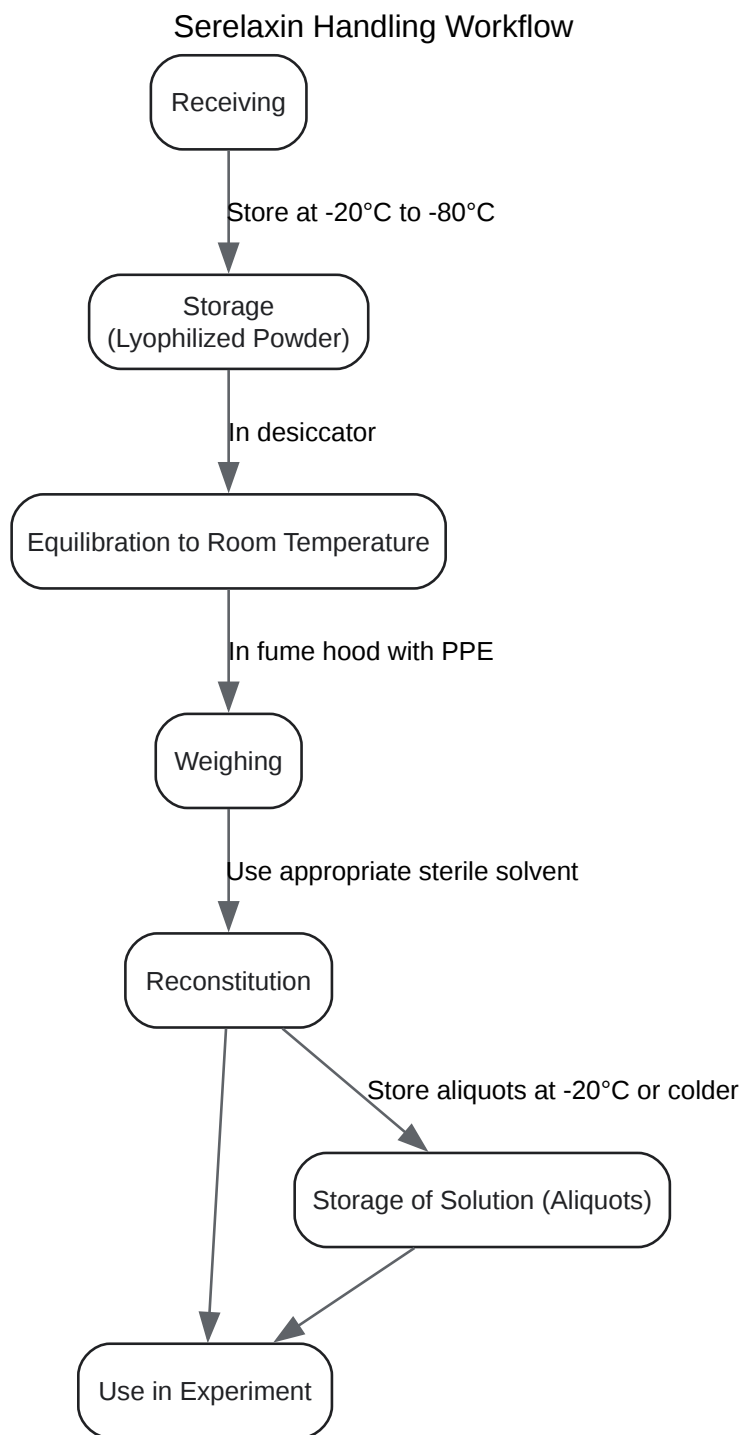 Serelaxin Handling Workflow
Receiving
Store at -20°C to -80°C
Storage
(Lyophilized Powder)
In desiccator
Equilibration to Room Temperature
In fume hood with PPE
Weighing
Use appropriate sterile solvent
Reconstitution
Store aliquots at -20°C or colder
Storage of Solution (Aliquots)
Use in Experiment